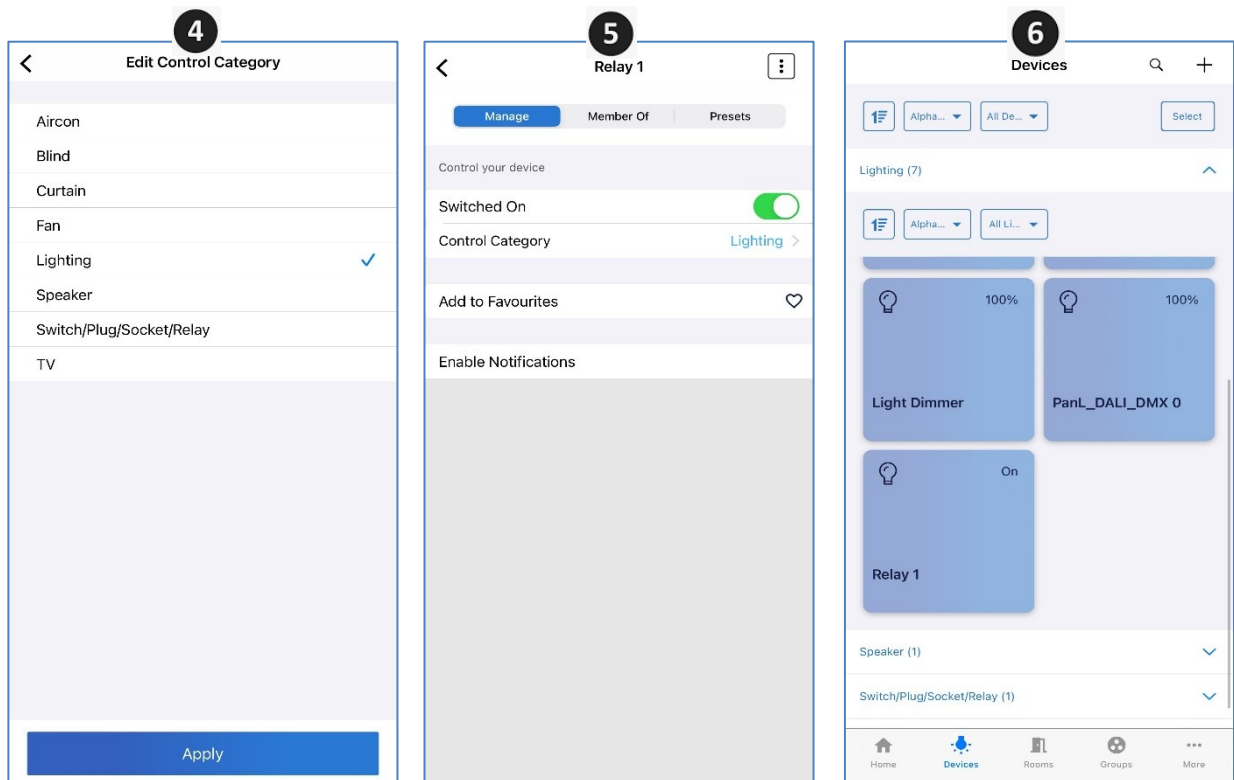 4
Edit Control Category
Aircon
Blind
Curtain
Fan
Lighting
Speaker
Switch/Plug/Socket/Relay
TV
Apply
5
Relay 1
Manage Member Of Presets
Control your device
Switched On
Control Category Lighting
Add to Favourites
Enable Notifications
6
Devices
Alpha... All De... Select
Lighting (7)
Alpha... All Li...
100% 100%
Light Dimmer PanL_DALI_DMX 0
On
Relay 1
Speaker (1)
Switch/Plug/Socket/Relay (1)
Home Devices Rooms Groups More